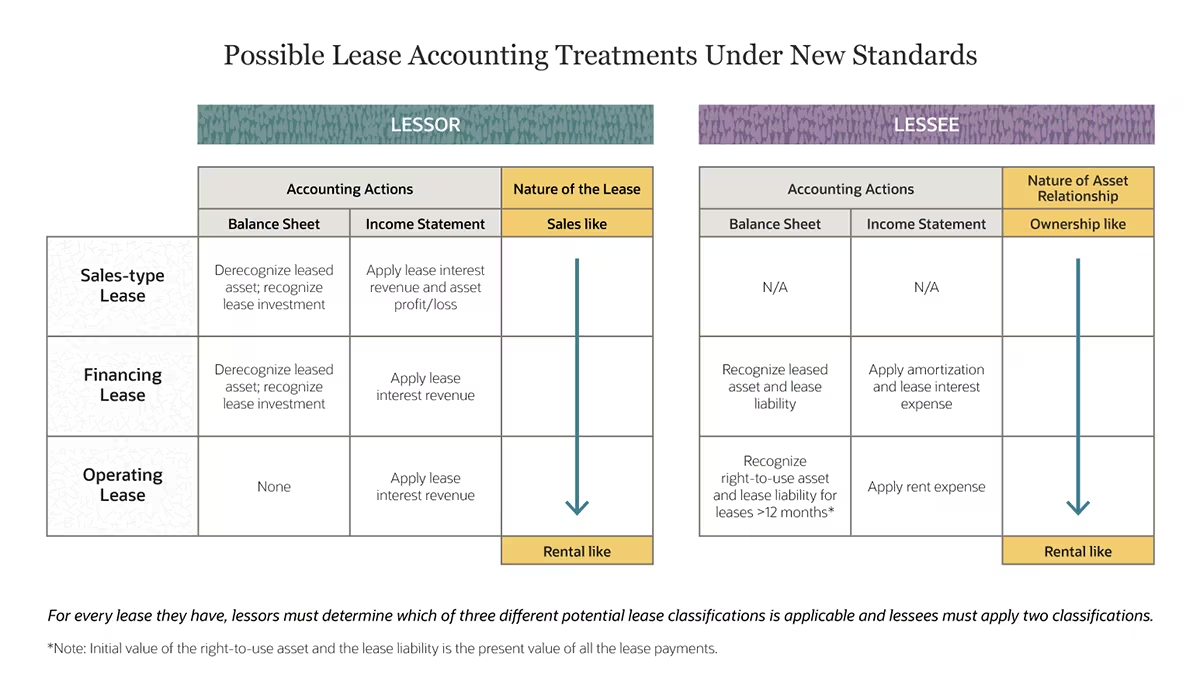 Possible Lease Accounting Treatments Under New Standards
LESSOR
LESSEE
Accounting Actions
Nature of the Lease
Accounting Actions
Nature of Asset
Relationship
Balance Sheet
Income Statement
Sales like
Balance Sheet
Income Statement
Ownership like
Sales-type
Lease
Derecognize leased
asset; recognize
lease investment
Apply lease interest
revenue and asset
profit/loss
N/A
N/A
Financing
Lease
Derecognize leased
asset; recognize
lease investment
Apply lease
interest revenue
Recognize leased
asset and lease
liability
Apply amortization
and lease interest
expense
Operating
Lease
None
Apply lease
interest revenue
Recognize
right-to-use asset
and lease liability for
leases >12 months*
Apply rent expense
Rental like
Rental like
For every lease they have, lessors must determine which of three different potential lease classifications is applicable and lessees must apply two classifications.
*Note: Initial value of the right-to-use asset and the lease liability is the present value of all the lease payments.